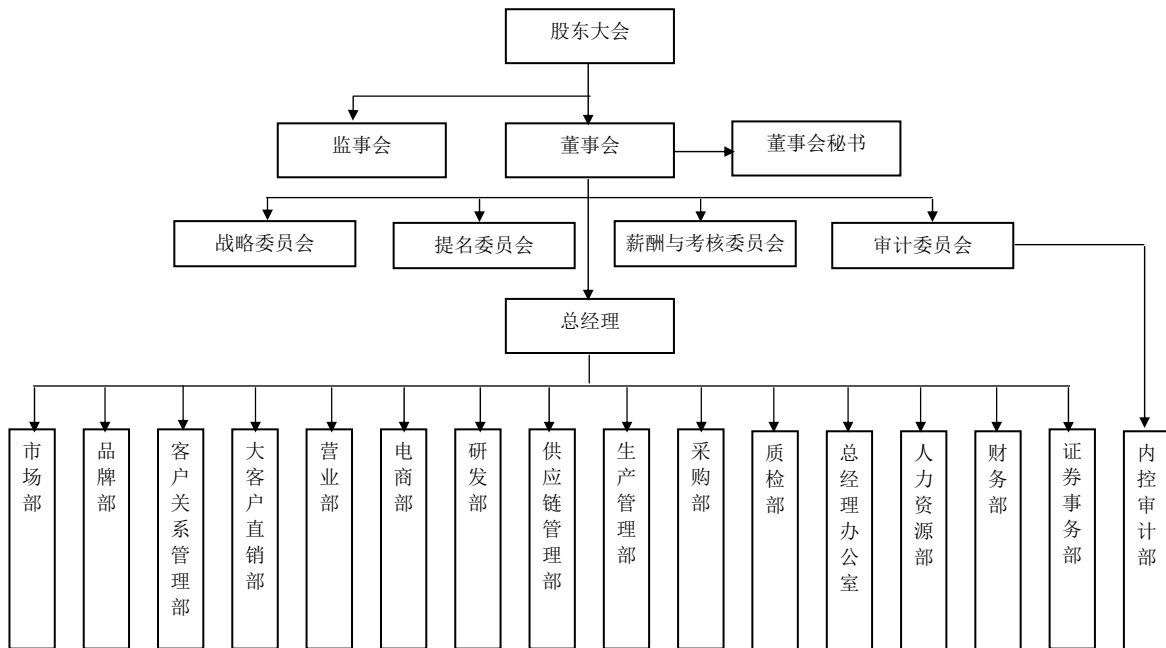 股东大会
监事会
董事会
董事会秘书
战略委员会
提名委员会
薪酬与考核委员会
审计委员会
总经理
市场部
品牌部
客户关系管理部
大客户直销部
营业部
电商部
研发部
供应链管理部
生产管理部
采购部
质检部
总经理办公室
人力资源部
财务部
证券事务部
内控审计部